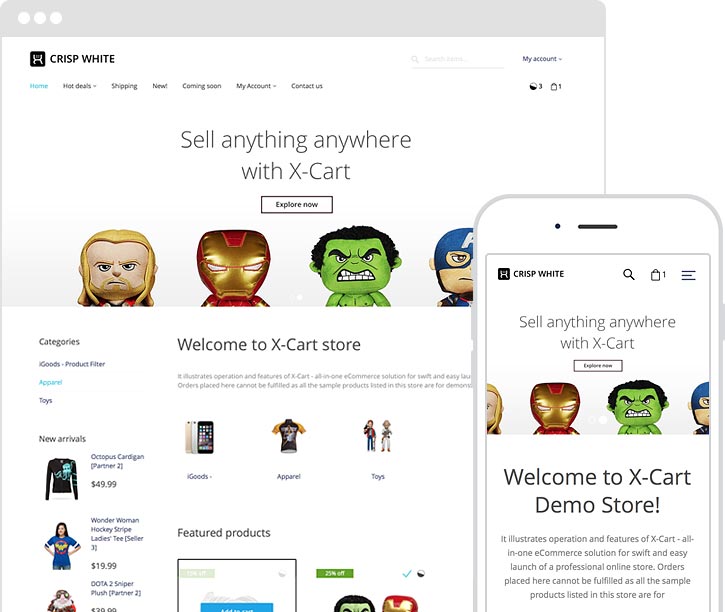 CRISP WHITE
Search items...
My account
Home
Hot deals
Shipping
New!
Coming soon
My Account
Contact us
3
1
Sell anything anywhere
with X-Cart
Explore now
Categories
iGoods - Product Filter
Apparel
Toys
New arrivals
Octopus Cardigan
[Partner 2]
$49.99
Wonder Woman
Hockey Stripe
Ladies' Tee [Seller
3]
$19.99
DOTA 2 Sniper
Plush [Partner 2]
$39.99
Welcome to X-Cart store
It illustrates operation and features of X-Cart - all-in-one eCommerce solution for swift and easy
Orders placed here cannot be fulfilled as all the sample products listed in this store are for
iGoods -
Apparel
Toys
Featured products
15% off
Add to cart
25% off
CRISP WHITE
1
Sell anything anywhere
with X-Cart
Explore now
Welcome to X-Cart
Demo Store!
It illustrates operation and features of X-Cart - all-
in-one eCommerce solution for swift and easy
launch of a professional online store. Orders
placed here cannot be fulfilled as all the sample
products listed in this store are for